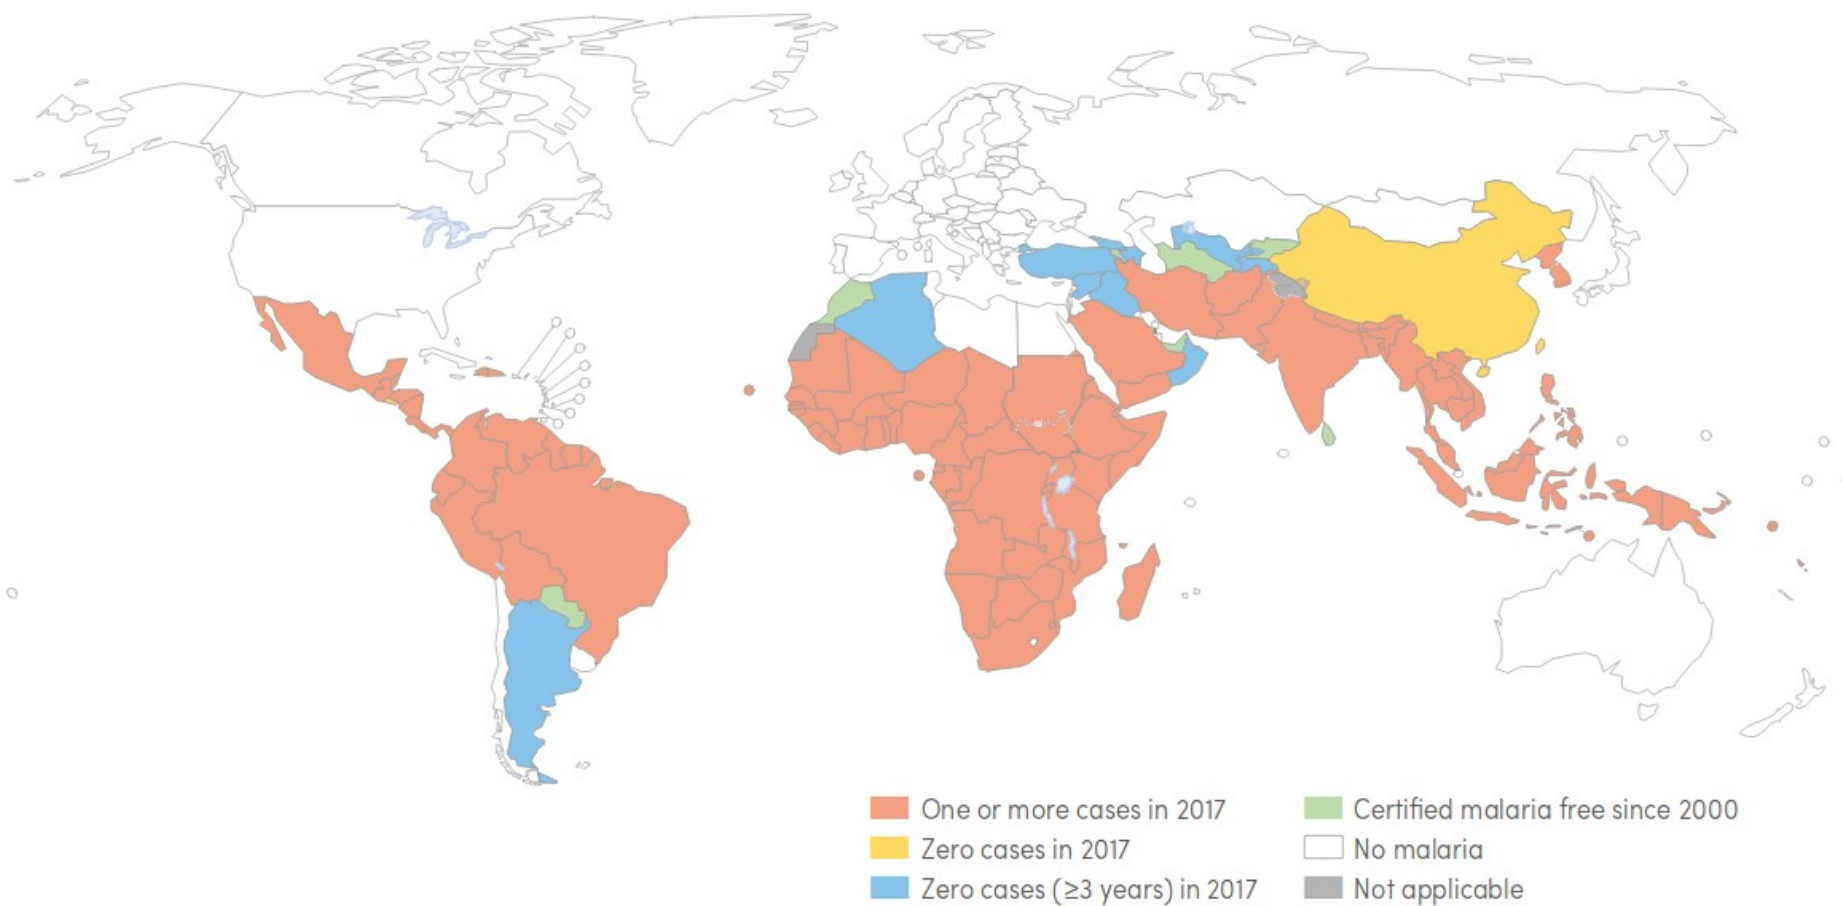 One or more cases in 2017
Zero cases in 2017
Zero cases (≥3 years) in 2017
Certified malaria free since 2000
No malaria
Not applicable